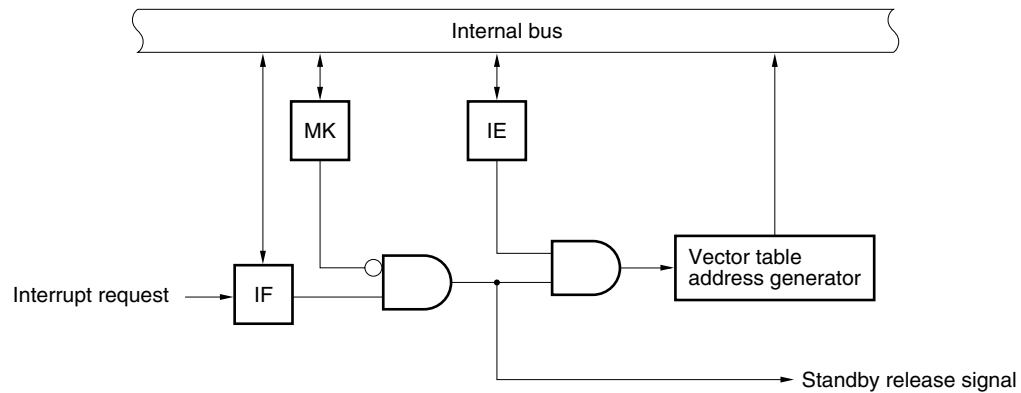 Internal bus
MK
IE
Interrupt request
IF
Vector table
address generator
Standby release signal